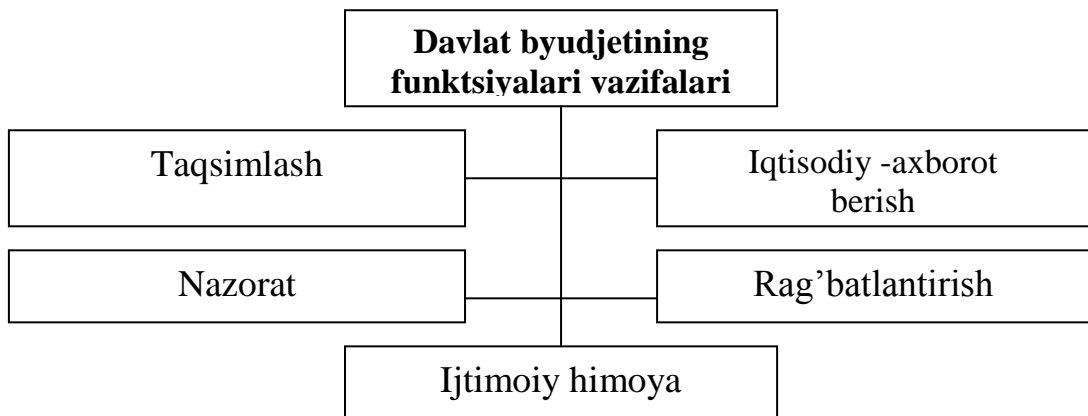 Davlat byudjetining
funktsiyalari vazifalari
Taqsimlash
Iqtisodiy -axborot
berish
Nazorat
Rag’batlantirish
Ijtimoiy himoya